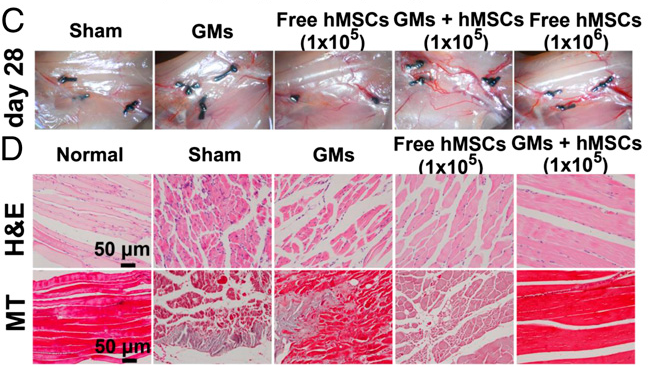 C
Sham
GMs
Free hMSCs
(1x10⁵)
GMs + hMSCs
(1x10⁵)
Free hMSCs
(1x10⁶)
day 28
D
Normal
Sham
GMs
Free hMSCs
(1x10⁵)
GMs + hMSCs
(1x10⁵)
H&E
50 µm
MT
50 µm